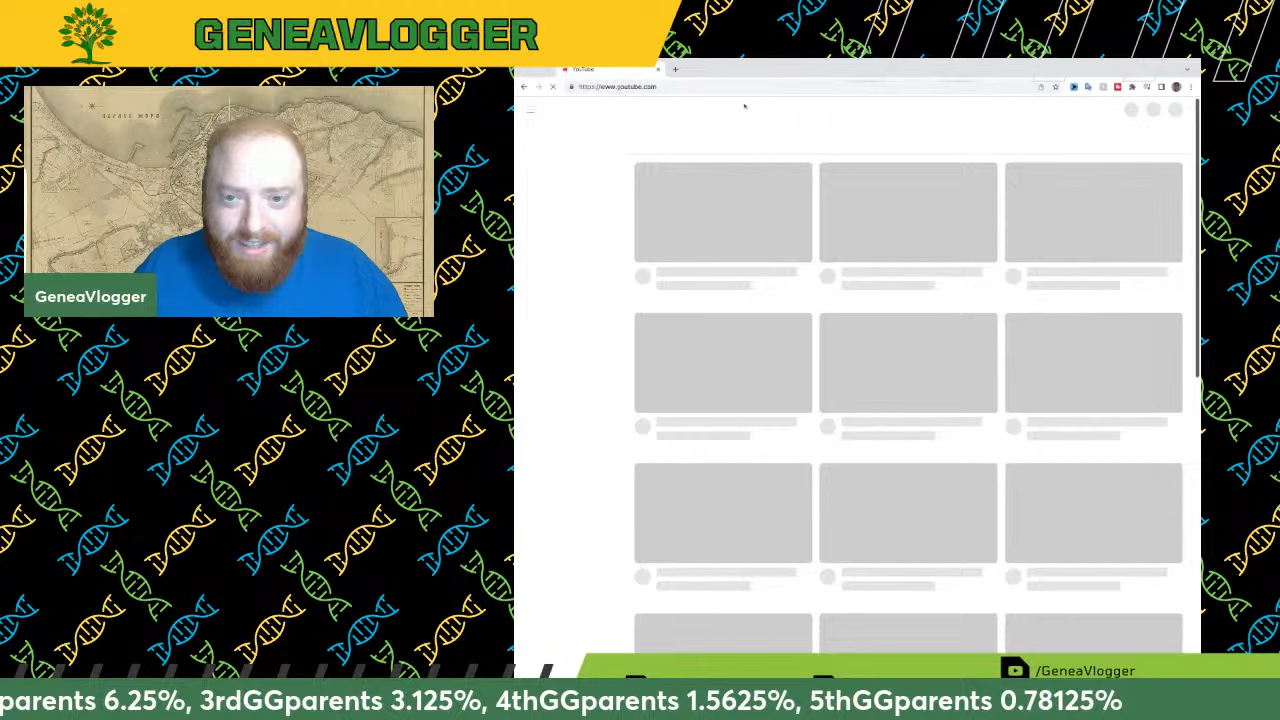 GENEAVLOGGER
YouTube
https://www.youtube.com
GeneaVlogger
/GeneaVlogger
parents 6.25%, 3rdGGparents 3.125%, 4thGGparents 1.5625%, 5thGGparents 0.78125%